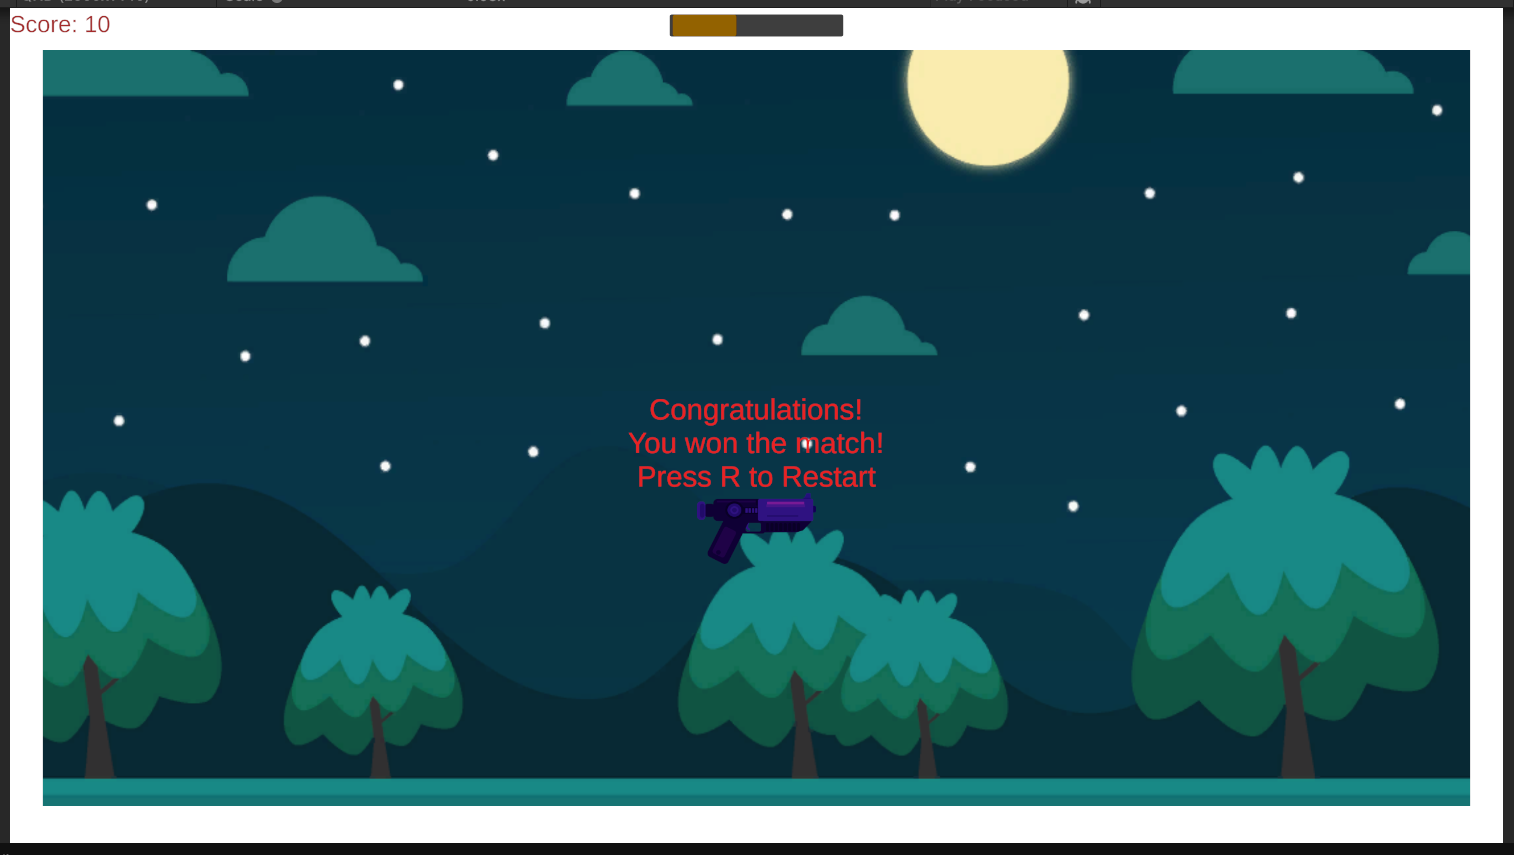 Score: 10
Congratulations!
You won the match!
Press R to Restart